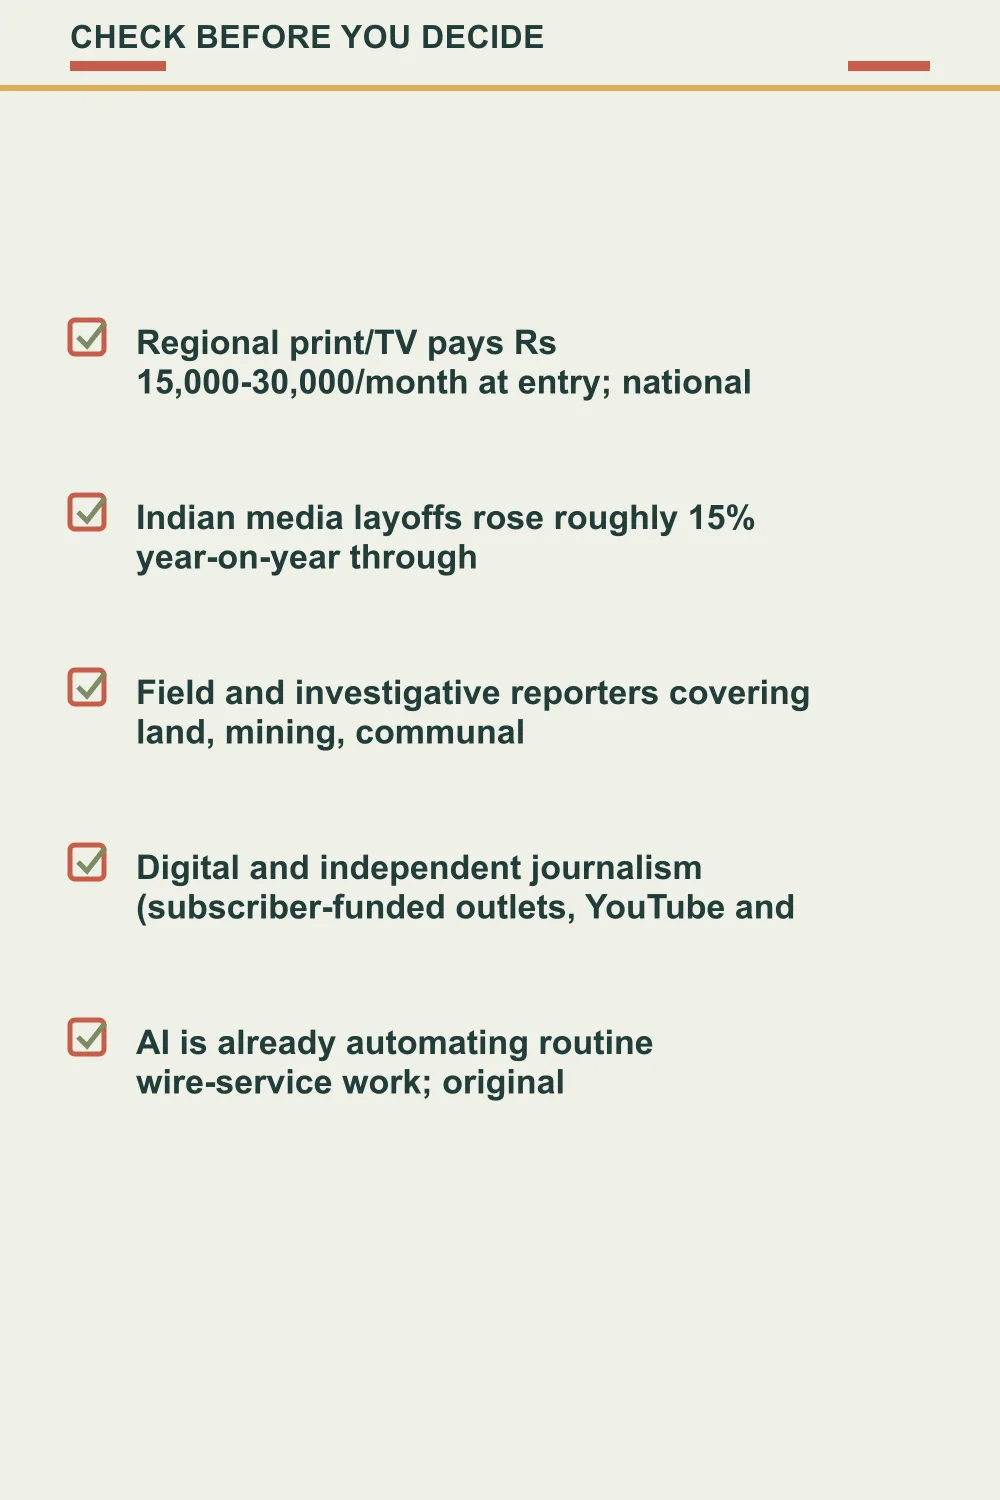 CHECK BEFORE YOU DECIDE
Regional print/TV pays Rs
15,000-30,000/month at entry; national
Indian media layoffs rose roughly 15%
year-on-year through
Field and investigative reporters covering
land, mining, communal
Digital and independent journalism
(subscriber-funded outlets, YouTube and
AI is already automating routine
wire-service work; original